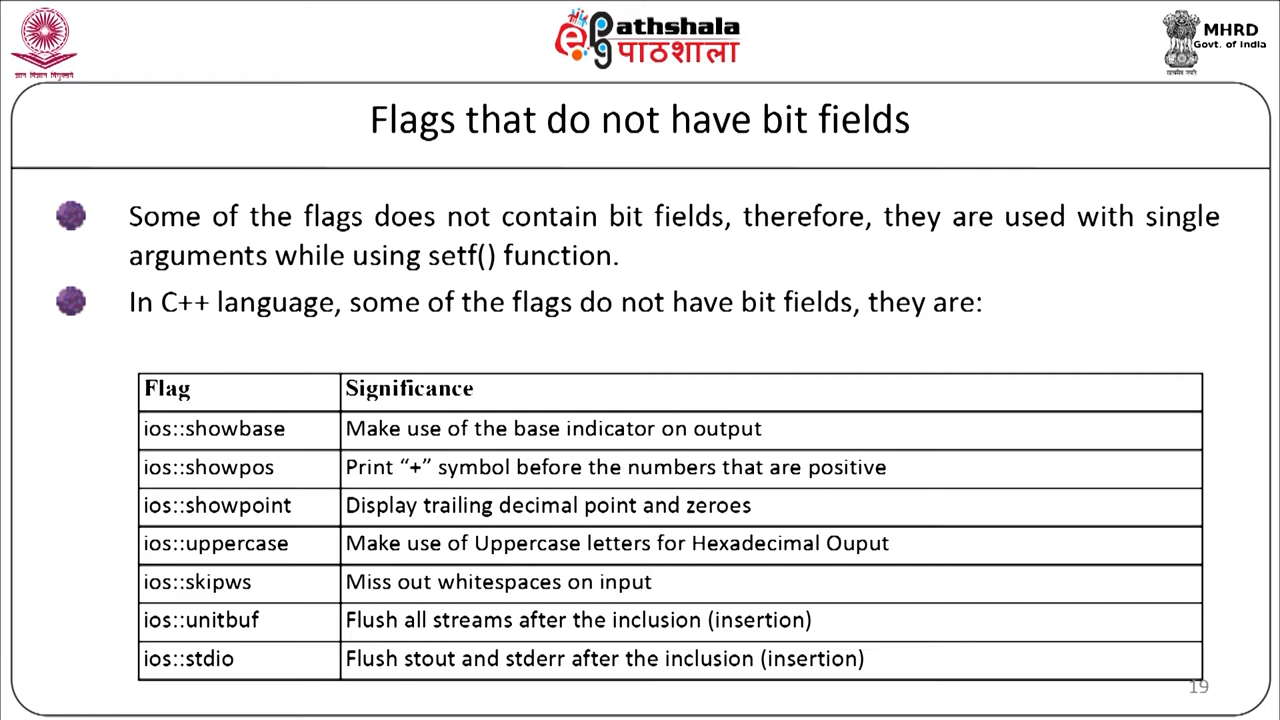 ज्ञान विज्ञान विमुक्तये
ePathshala
पाठशाला
MHRD
Govt. of India
सत्यमेव जयते
Flags that do not have bit fields
Some of the flags does not contain bit fields, therefore, they are used with single
arguments while using setf() function.
In C++ language, some of the flags do not have bit fields, they are:
Flag Significance
ios::showbase Make use of the base indicator on output
ios::showpos Print “+” symbol before the numbers that are positive
ios::showpoint Display trailing decimal point and zeroes
ios::uppercase Make use of Uppercase letters for Hexadecimal Ouput
ios::skipws Miss out whitespaces on input
ios::unitbuf Flush all streams after the inclusion (insertion)
ios::stdio Flush stout and stderr after the inclusion (insertion)
19